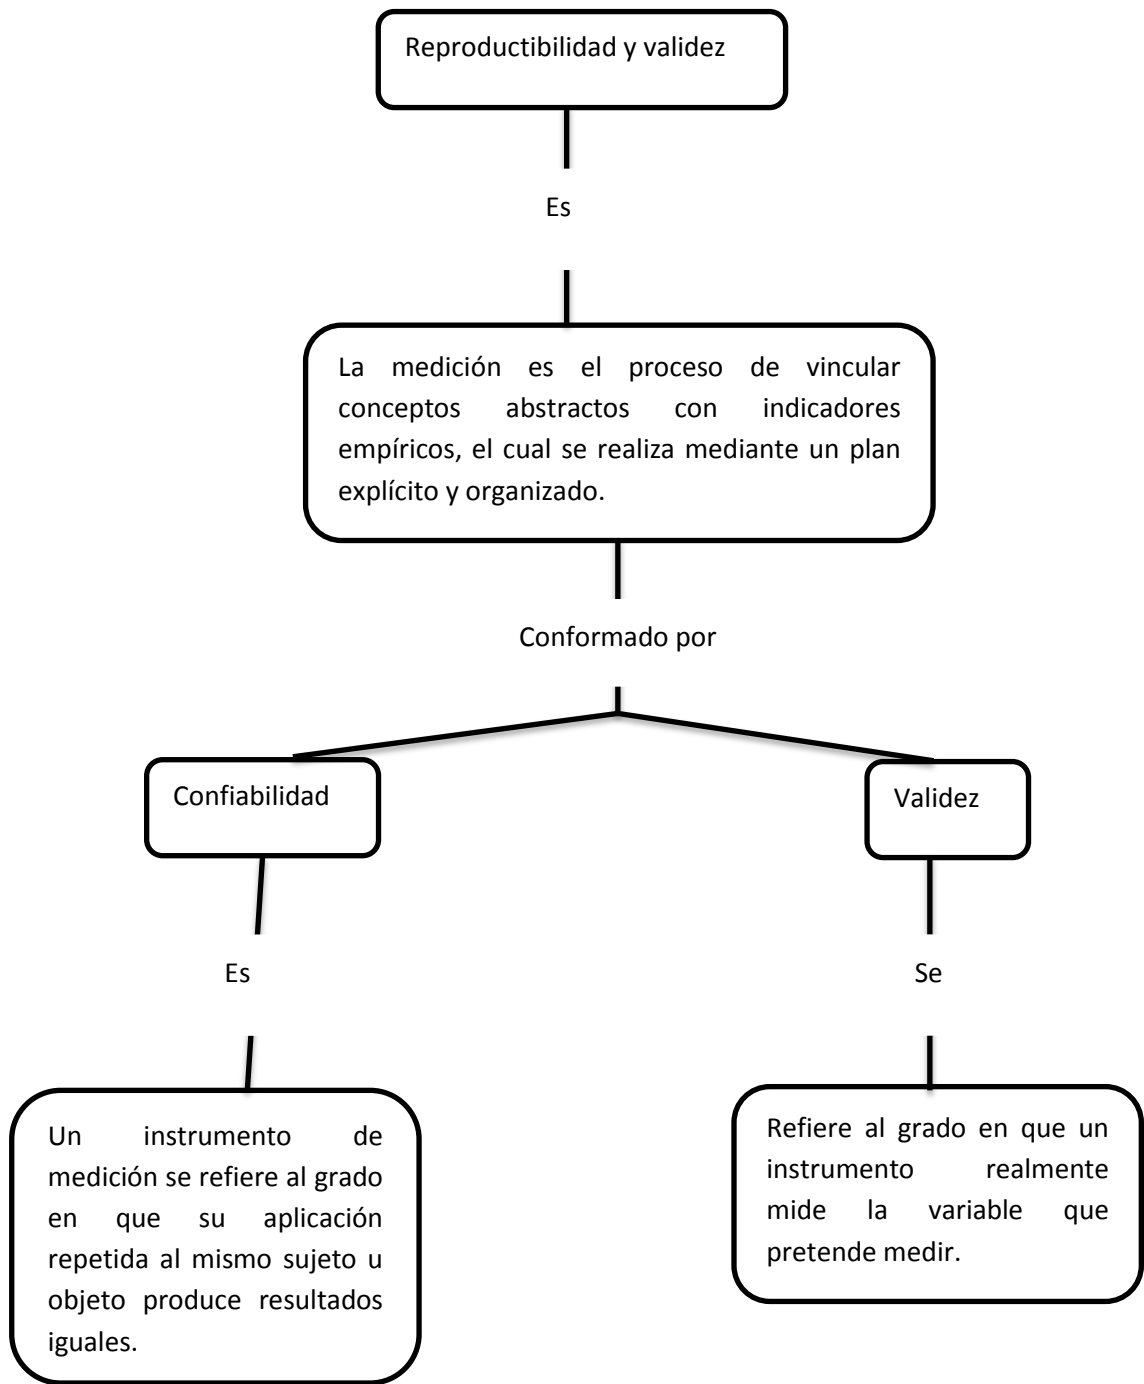 Reproductibilidad y validez
Es
La medición es el proceso de vincular
conceptos abstractos con indicadores
empíricos, el cual se realiza mediante un plan
explícito y organizado.
Conformado por
Confiabilidad
Validez
Es
Se
Un instrumento de
medición se refiere al grado
en que su aplicación
repetida al mismo sujeto u
objeto produce resultados
iguales.
Refiere al grado en que un
instrumento realmente
mide la variable que
pretende medir.